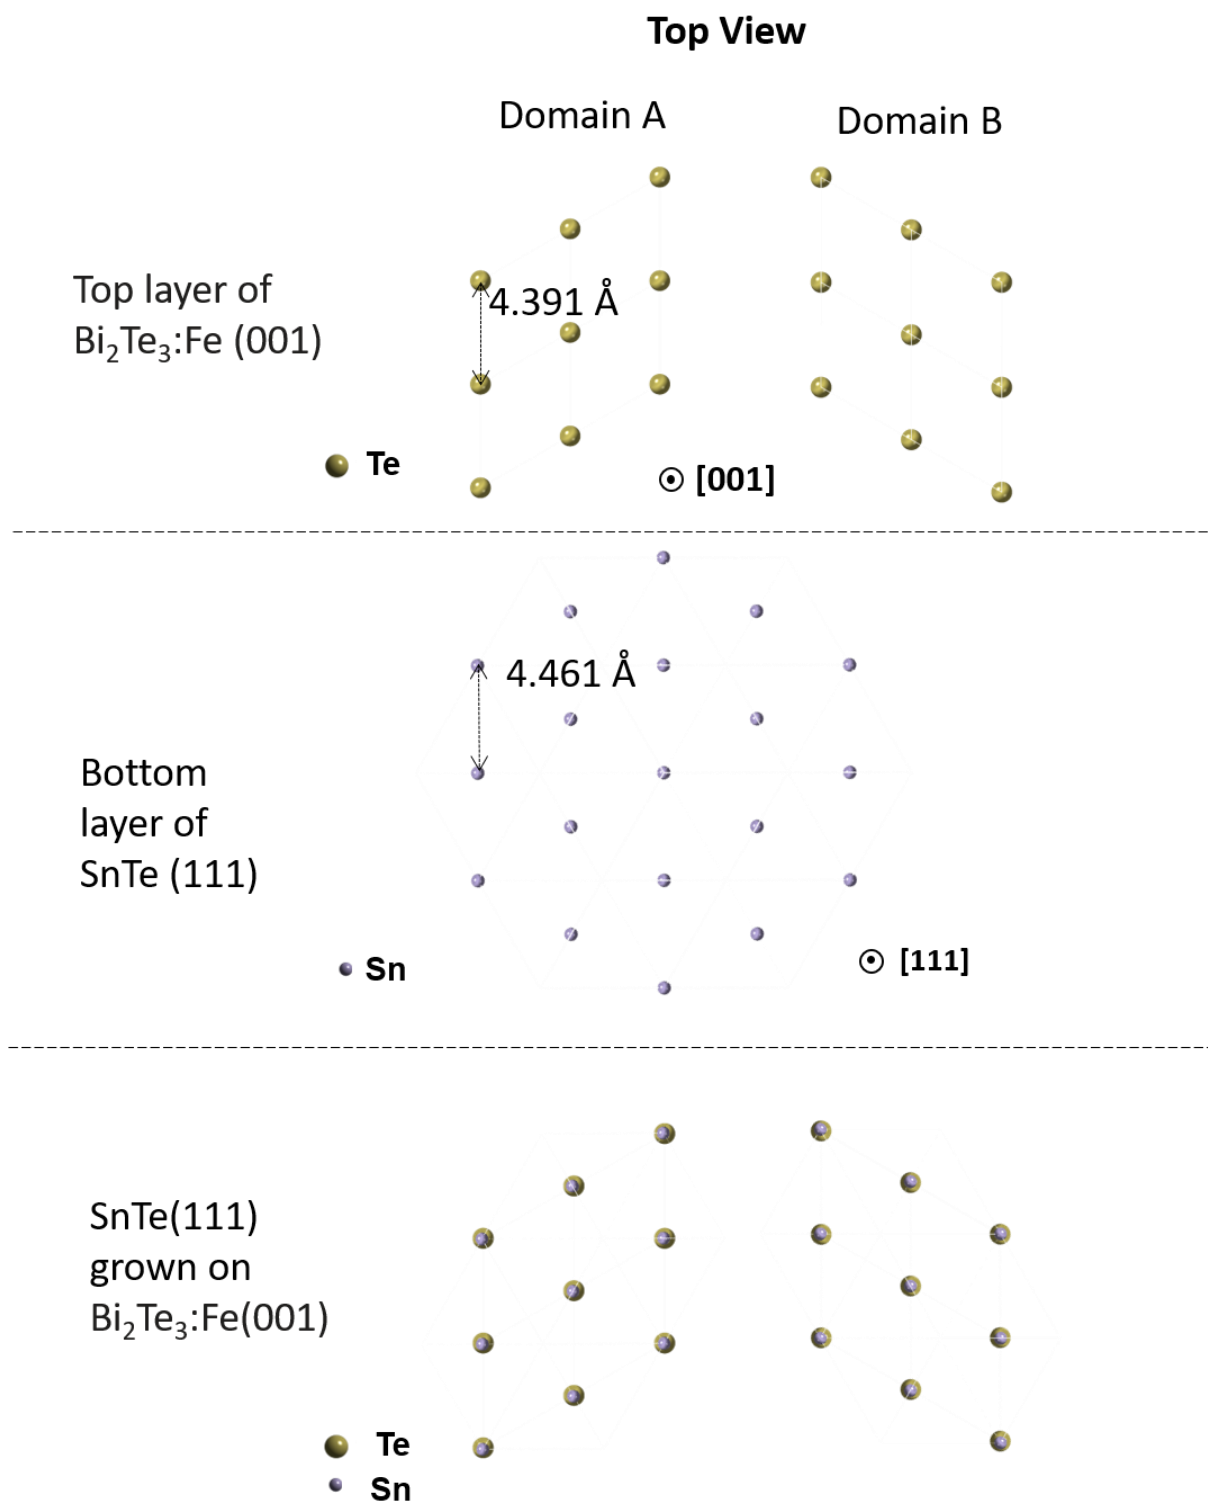 Top View
Domain A
Domain B
Top layer of
Bi₂Te₃:Fe (001)
4.391 Å
Te
[001]
4.461 Å
Bottom
layer of
SnTe (111)
Sn
[111]
SnTe(111)
grown on
Bi₂Te₃:Fe(001)
Te
Sn